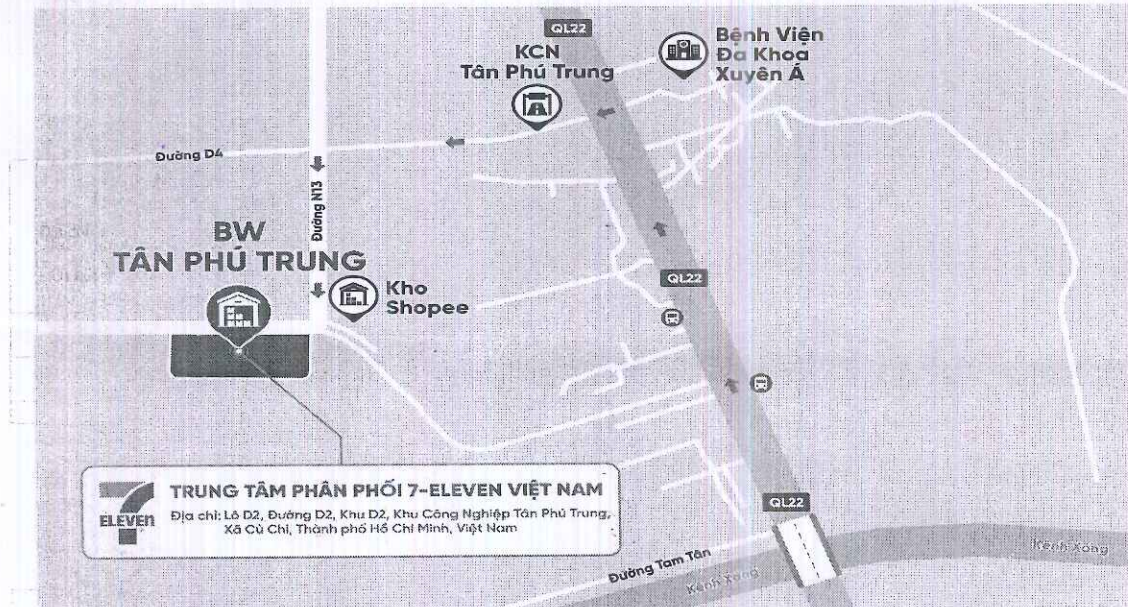 QL22
KCN
Tân Phú Trung
Bệnh Viện
Đa Khoa
Xuyên Á
Đường D4
Đường N13
BW
TÂN PHÚ TRUNG
Kho
Shopee
QL22
7
ELEVEn
TRUNG TÂM PHÂN PHỐI 7-ELEVEN VIỆT NAM
Địa chỉ: Lô D2, Đường D2, Khu D2, Khu Công Nghiệp Tân Phú Trung,
Xã Củ Chi, Thành phố Hồ Chí Minh, Việt Nam
QL22
Đường Tam Tân
Kênh Xáng
Kênh Xáng